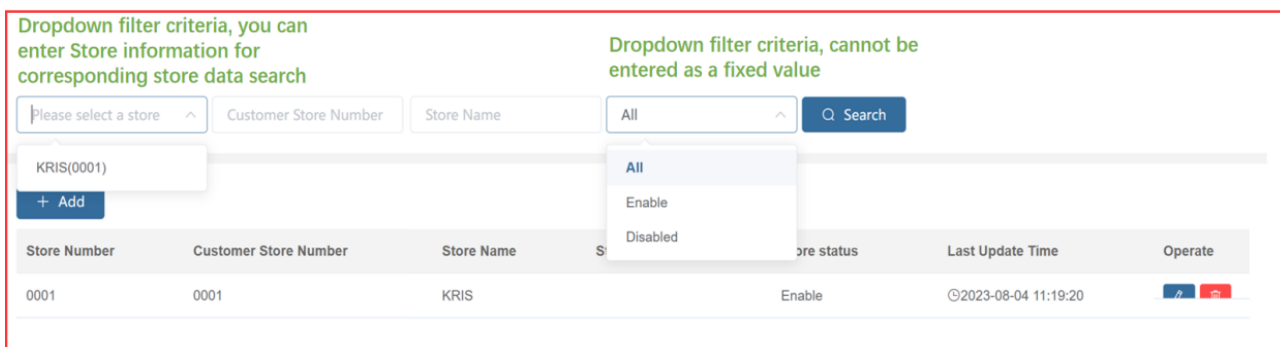 Dropdown filter criteria, you can
enter Store information for
corresponding store data search
Dropdown filter criteria, cannot be
entered as a fixed value
Please select a store
Customer Store Number
Store Name
All
Search
KRIS(0001)
All
Enable
Disabled
+ Add
Store Number
Customer Store Number
Store Name
status
Last Update Time
Operate
0001
0001
KRIS
Enable
2023-08-04 11:19:20